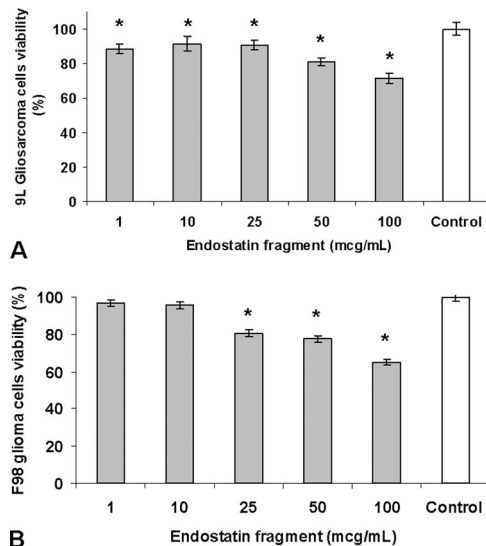 9L Gliosarcoma cells viability
(%)
120
100
80
60
40
20
0
* * * * *
1 10 25 50 100 Control
Endostatin fragment (mcg/mL)
A
F98 glioma cells viability (%)
100
80
60
40
20
0
* * *
1 10 25 50 100 Control
Endostatin fragment (mcg/mL)
B